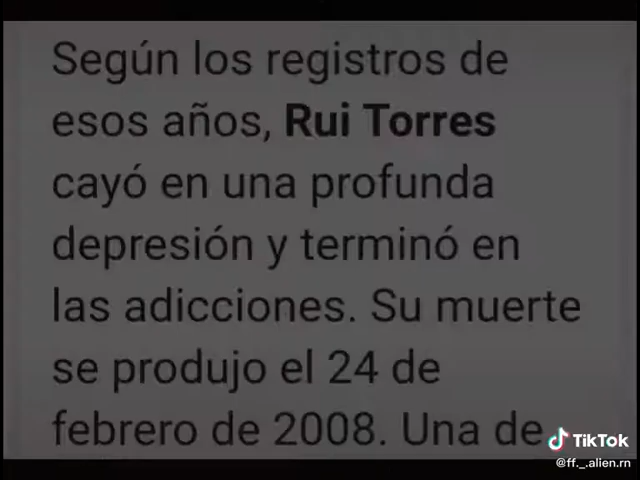 Según los registros de
esos años, Rui Torres
cayó en una profunda
depresión y terminó en
las adicciones. Su muerte
se produjo el 24 de
febrero de 2008. Una de
TikTok
@ff._.alien.rn